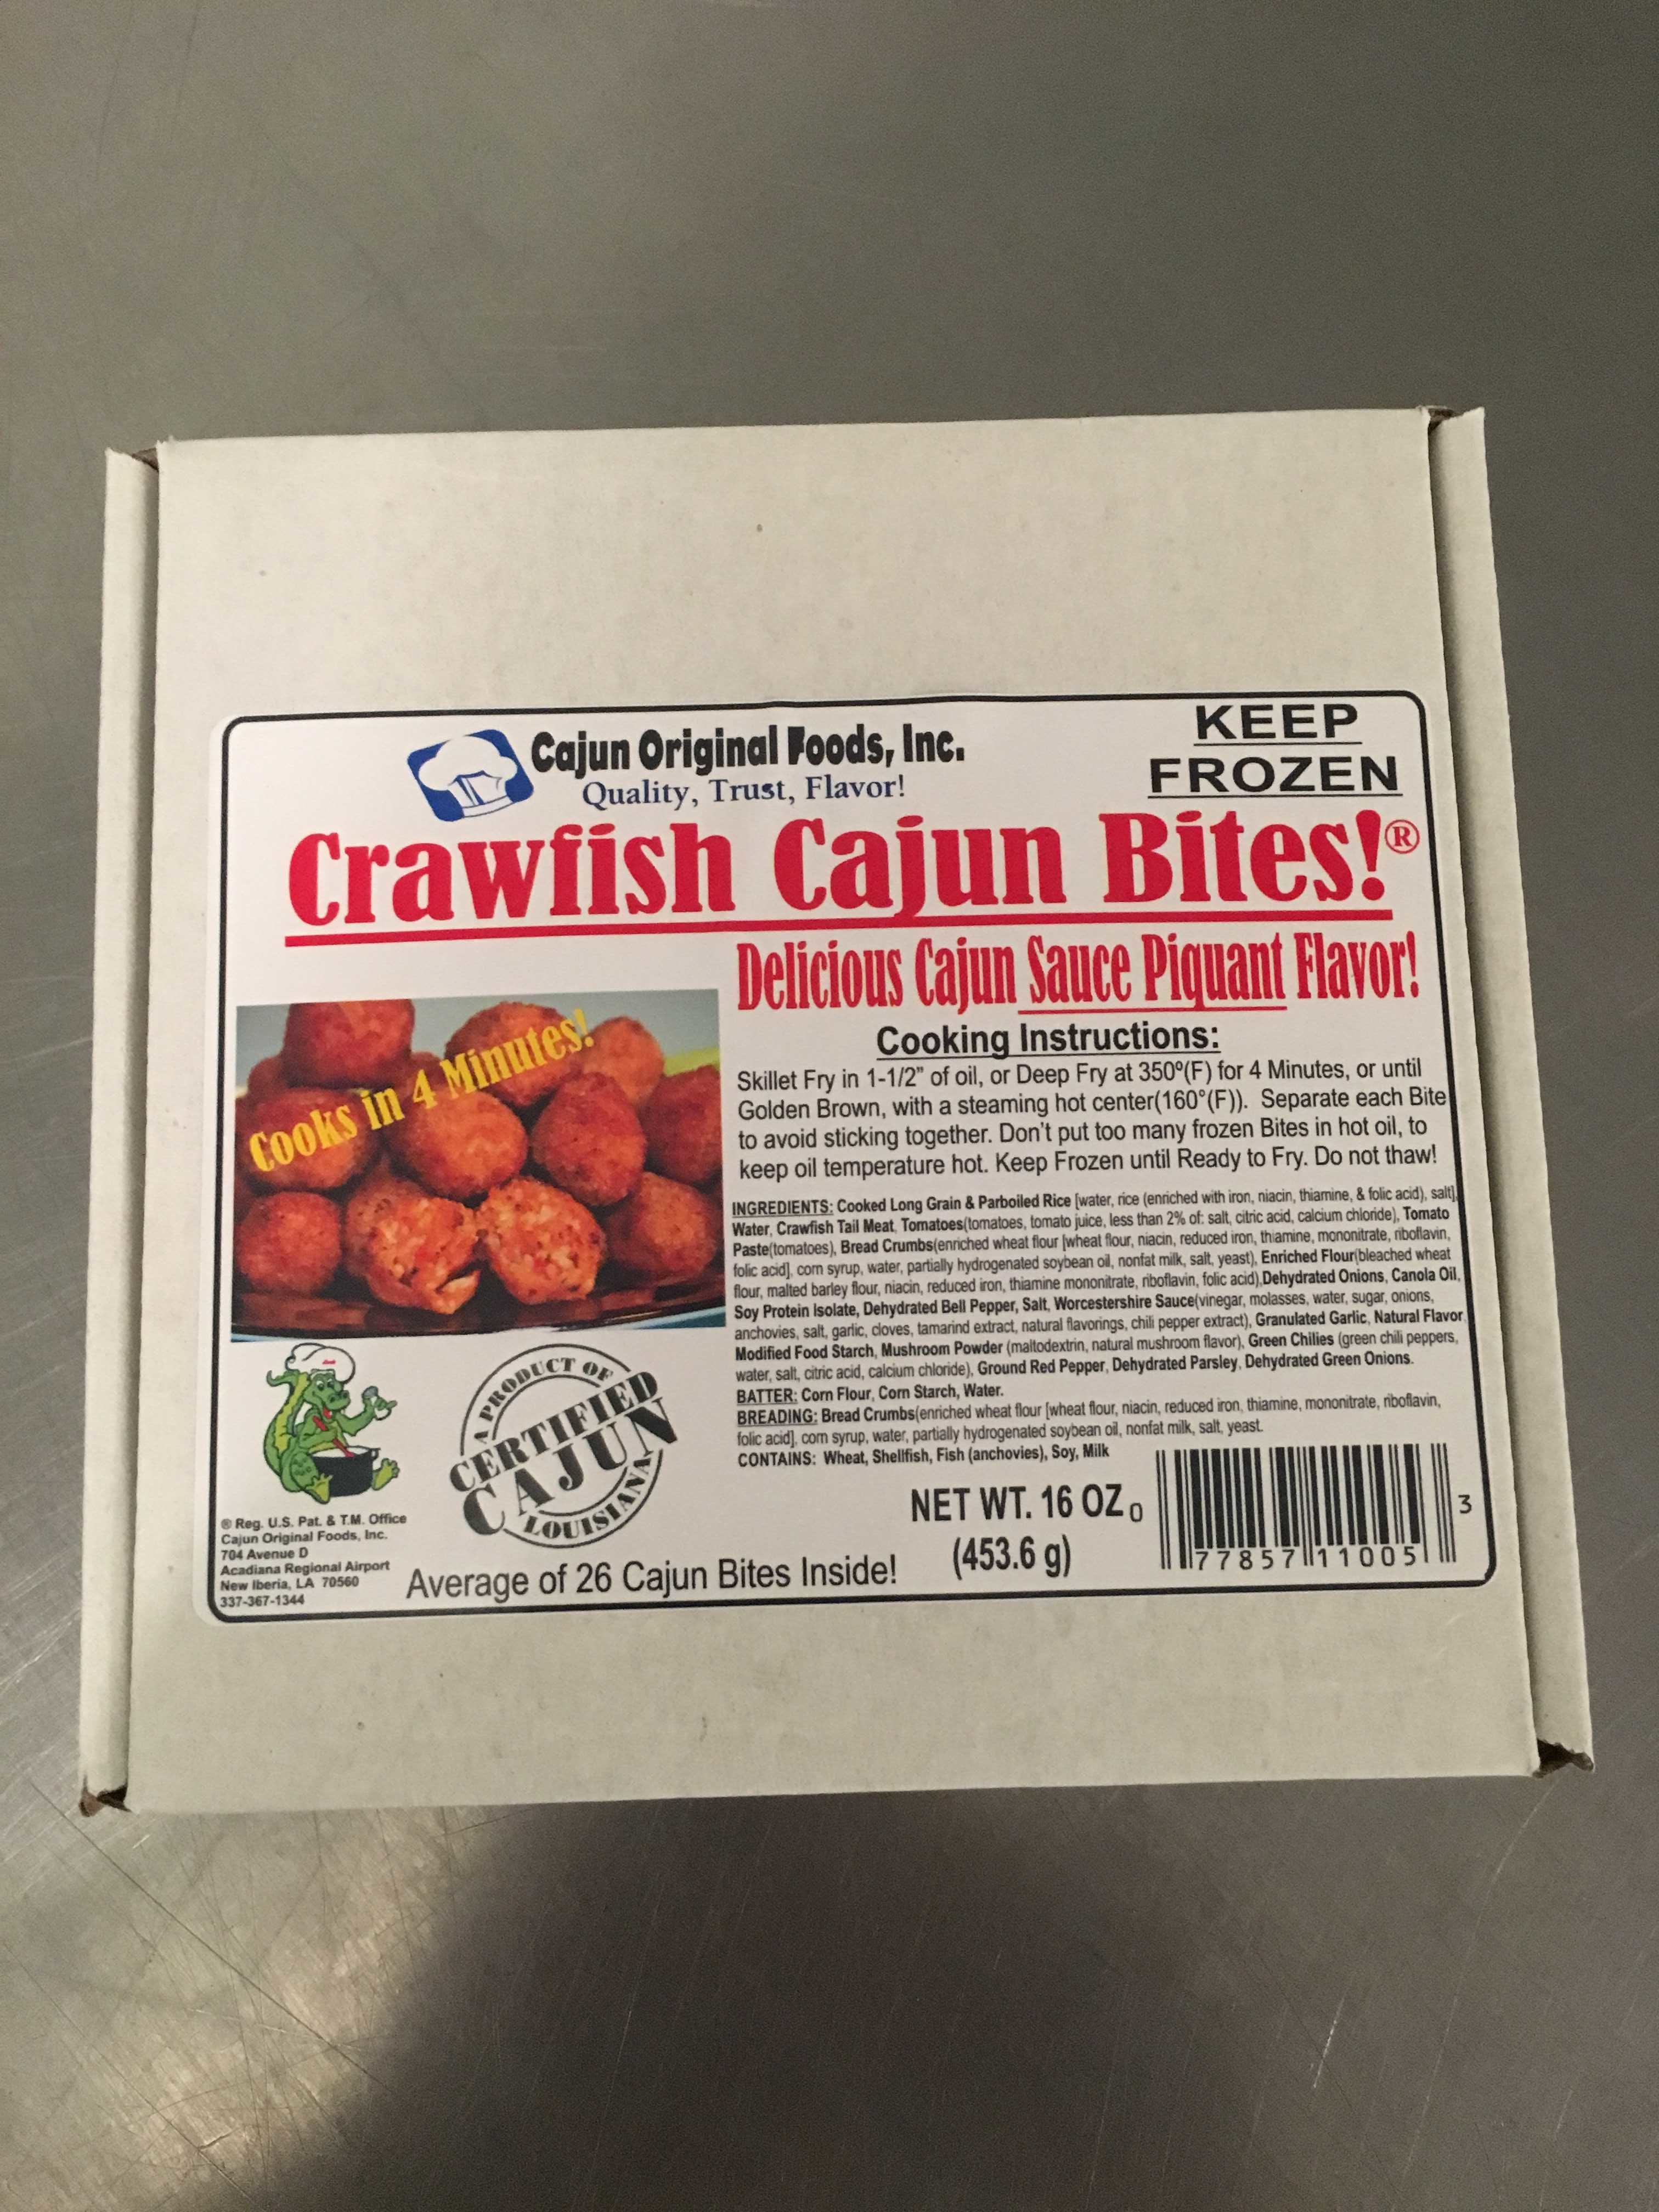 Cajun Original Foods, Inc.
Quality, Trust, Flavor!
KEEP
FROZEN
Crawfish Cajun Bites!®
Delicious Cajun Sauce Piquant Flavor!
Cooks in 4 Minutes!
Cooking Instructions:
Skillet Fry in 1-1/2" of oil, or Deep Fry at 350º(F) for 4 Minutes, or until
Golden Brown, with a steaming hot center(160°(F)). Separate each Bite
to avoid sticking together. Don't put too many frozen Bites in hot oil, to
keep oil temperature hot. Keep Frozen until Ready to Fry. Do not thaw!
INGREDIENTS: Cooked Long Grain & Parboiled Rice [water, rice (enriched with iron, niacin, thiamine, & folic acid), salt],
Water, Crawfish Tail Meat, Tomatoes(tomatoes, tomato juice, less than 2% of: salt, citric acid, calcium chloride), Tomato
Paste(tomatoes), Bread Crumbs(enriched wheat flour [wheat flour, niacin, reduced iron, thiamine, mononitrate, riboflavin,
folic acid], corn syrup, water, partially hydrogenated soybean oil, nonfat milk, salt, yeast), Enriched Flour(bleached wheat
flour, malted barley flour, niacin, reduced iron, thiamine mononitrate, riboflavin, folic acid),Dehydrated Onions, Canola Oil,
Soy Protein Isolate, Dehydrated Bell Pepper, Salt, Worcestershire Sauce(vinegar, molasses, water, sugar, onions,
anchovies, salt, garlic, cloves, tamarind extract, natural flavorings, chili pepper extract), Granulated Garlic, Natural Flavor
Modified Food Starch, Mushroom Powder (maltodextrin, natural mushroom flavor), Green Chilies (green chili peppers,
water, salt, citric acid, calcium chloride), Ground Red Pepper, Dehydrated Parsley, Dehydrated Green Onions.
BATTER: Corn Flour, Corn Starch, Water.
BREADING: Bread Crumbs(enriched wheat flour [wheat flour, niacin, reduced iron, thiamine, mononitrate, riboflavin,
folic acid], corn syrup, water, partially hydrogenated soybean oil, nonfat milk, salt, yeast.
CONTAINS: Wheat, Shellfish, Fish (anchovies), Soy, Milk
A PRODUCT OF
CERTIFIED
CAJUN
LOUISIANA
® Reg. U.S. Pat. & T.M. Office
Cajun Original Foods, Inc.
704 Avenue D
Acadiana Regional Airport
New Iberia, LA 70560
337-367-1344
Average of 26 Cajun Bites Inside!
NET WT. 16 OZ
(453.6 g)
0 77857 11005 3